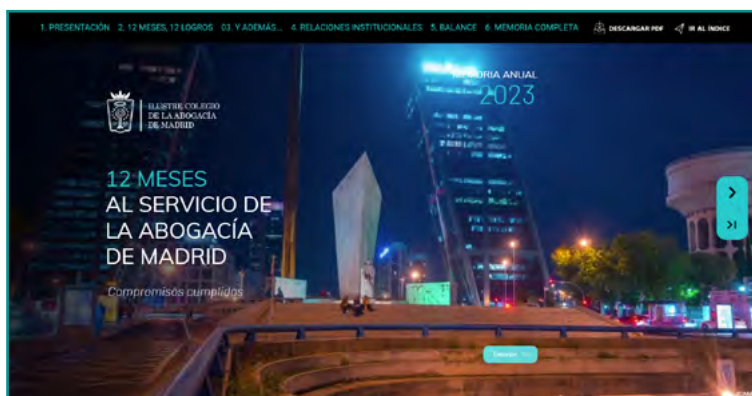 1. PRESENTACIÓN 2. 12 MESES, 12 LOGROS 03. Y ADEMÁS... 4. RELACIONES INSTITUCIONALES 5. BALANCE 6 MEMORIA COMPLETA DESCARGAR PDF IR AL ÍNDICE
MEMORIA ANUAL
2023
ILUSTRE COLEGIO
DE LA ABOGACÍA
DE MADRID
12 MESES
AL SERVICIO DE
LA ABOGACÍA
DE MADRID
Compromisos cumplidos